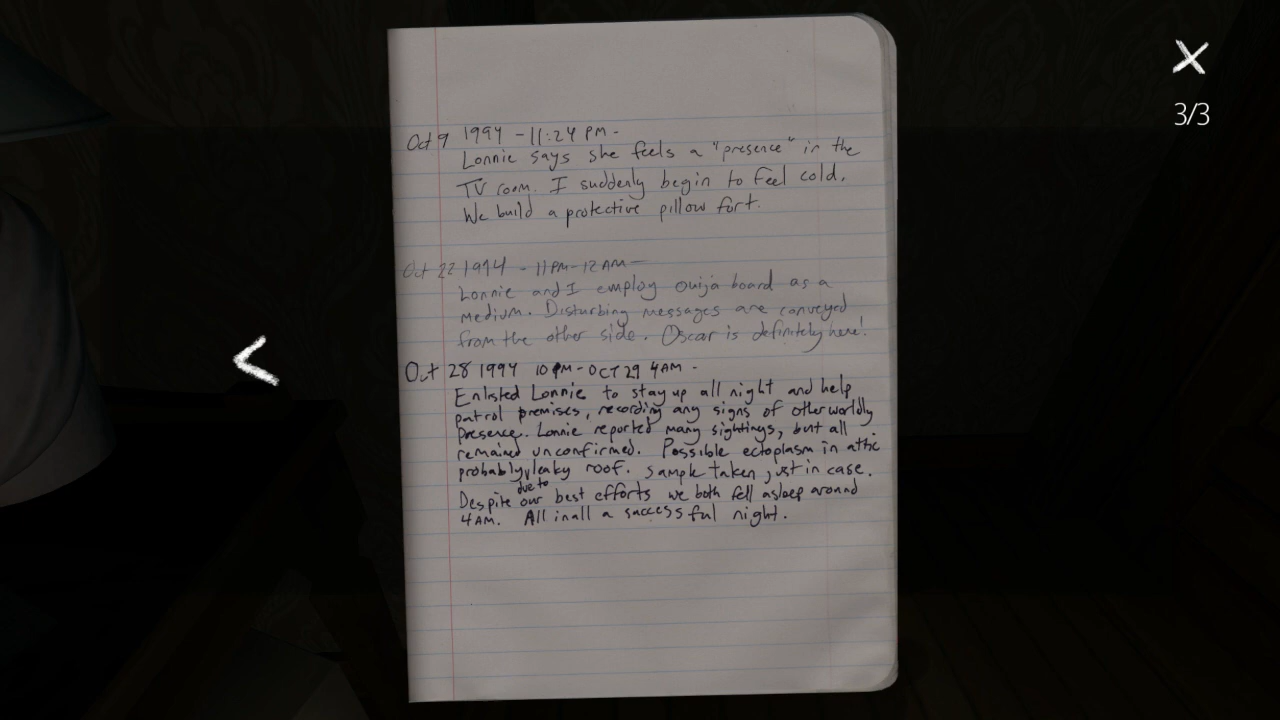 3/3
Oct 9 1994 - 11:24 PM -
Lonnie says she feels a "presence" in the
TV room. I suddenly begin to feel cold.
We build a protective pillow fort.
Oct 22 1994 - 11PM-12AM -
Lonnie and I employ ouija board as a
medium. Disturbing messages are conveyed
from the other side. Oscar is definitely here!
Oct 28 1994 10PM - OCT 29 4AM -
Enlisted Lonnie to stay up all night and help
patrol premises, recording any signs of otherworldly
presence. Lonnie reported many sightings, but all
remained unconfirmed. Possible ectoplasm in attic
probably due to leaky roof. sample taken just in case.
Despite our best efforts we both fell asleep around
4AM. All in all a successful night.